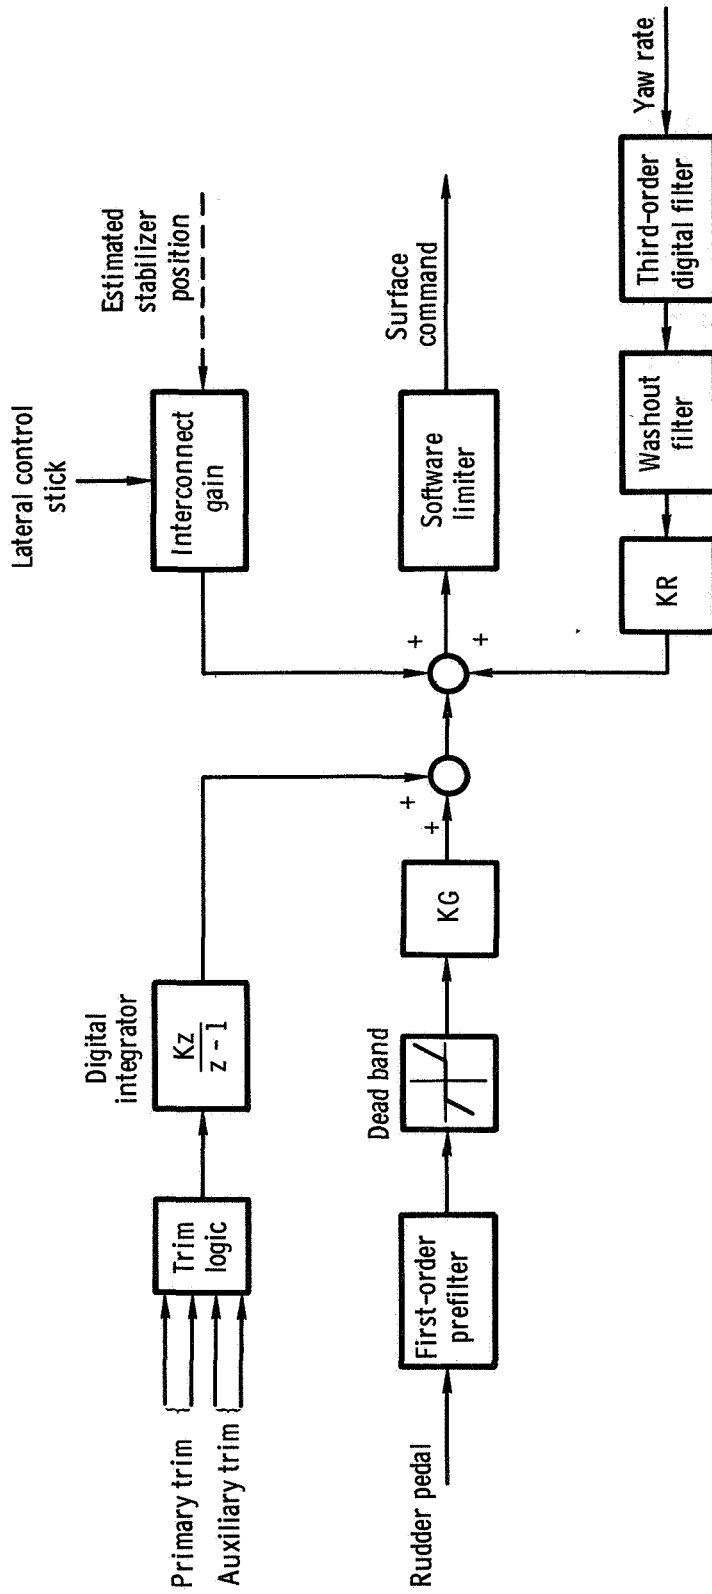 Lateral control
stick
Estimated
stabilizer
position
Interconnect
gain
Digital
integrator
Kz
z - 1
Trim
logic
Primary trim }
Auxiliary trim }
Rudder pedal
First-order
prefilter
Dead band
KG
+
+
+
+
Software
limiter
Surface
command
KR
Washout
filter
Third-order
digital filter
Yaw rate